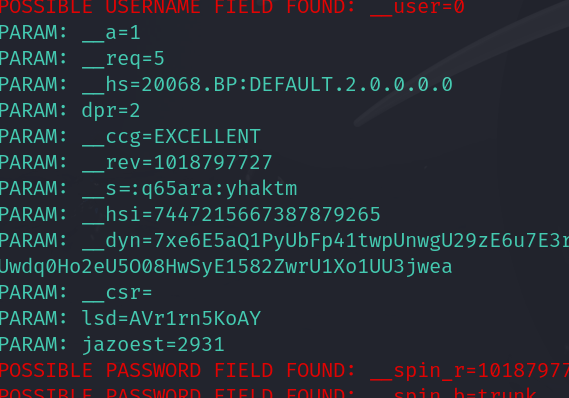 POSSIBLE USERNAME FIELD FOUND: __user=0
PARAM: __a=1
PARAM: __req=5
PARAM: __hs=20068.BP:DEFAULT.2.0.0.0.0
PARAM: dpr=2
PARAM: __ccg=EXCELLENT
PARAM: __rev=1018797727
PARAM: __s=:q65ara:yhaktm
PARAM: __hsi=7447215667387879265
PARAM: __dyn=7xe6E5aQ1PyUbFp41twpUnwgU29zE6u7E3r
Uwdq0Ho2eU5O08HwSyE1582ZwrU1Xo1UU3jwea
PARAM: __csr=
PARAM: lsd=AVr1rn5KoAY
PARAM: jazoest=2931
POSSIBLE PASSWORD FIELD FOUND: __spin_r=10187977
POSSIBLE PASSWORD FIELD FOUND: __spin_b=trunk